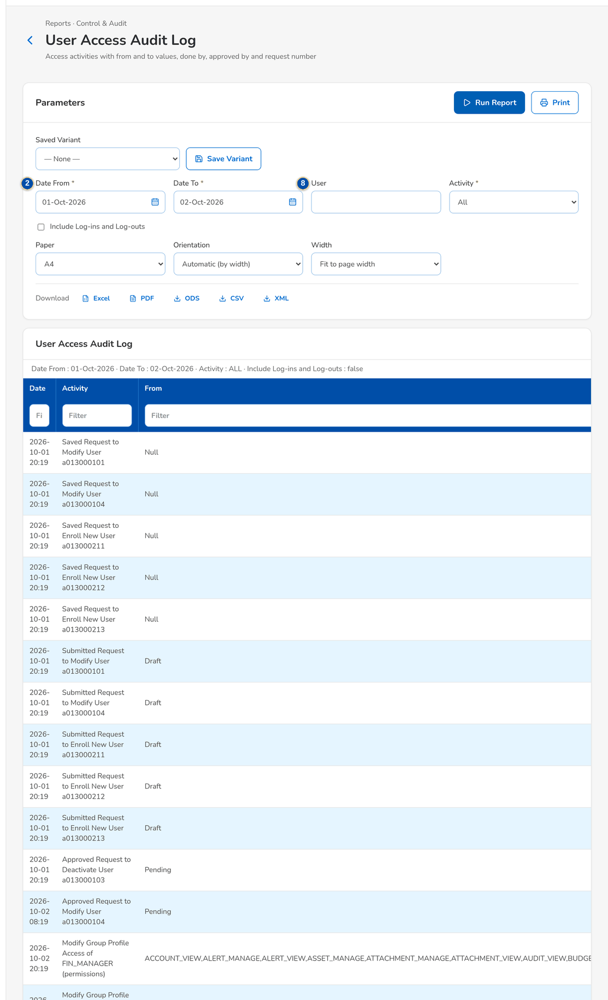 Reports · Control & Audit
User Access Audit Log
Access activities with from and to values, done by, approved by and request number
Parameters
Run Report
Print
Saved Variant
— None —
Save Variant
2
Date From *
Date To *
8
User
Activity *
01-Oct-2026
02-Oct-2026
All
Include Log-ins and Log-outs
Paper
Orientation
Width
A4
Automatic (by width)
Fit to page width
Download
Excel
PDF
ODS
CSV
XML
User Access Audit Log
Date From : 01-Oct-2026 · Date To : 02-Oct-2026 · Activity : ALL · Include Log-ins and Log-outs : false
Date
Activity
From
Fi
Filter
Filter
2026-
10-01
20:19
Saved Request to
Modify User
a013000101
Null
2026-
10-01
20:19
Saved Request to
Modify User
a013000104
Null
2026-
10-01
20:19
Saved Request to
Enroll New User
a013000211
Null
2026-
10-01
20:19
Saved Request to
Enroll New User
a013000212
Null
2026-
10-01
20:19
Saved Request to
Enroll New User
a013000213
Null
2026-
10-01
20:19
Submitted Request
to Modify User
a013000101
Draft
2026-
10-01
20:19
Submitted Request
to Modify User
a013000104
Draft
2026-
10-01
20:19
Submitted Request
to Enroll New User
a013000211
Draft
2026-
10-01
20:19
Submitted Request
to Enroll New User
a013000212
Draft
2026-
10-01
20:19
Submitted Request
to Enroll New User
a013000213
Draft
2026-
10-01
20:19
Approved Request to
Deactivate User
a013000103
Pending
2026-
10-02
08:19
Approved Request to
Modify User
a013000104
Pending
2026-
10-02
20:19
Modify Group Profile
Access of
FIN_MANAGER
(permissions)
ACCOUNT_VIEW,ALERT_MANAGE,ALERT_VIEW,ASSET_MANAGE,ATTACHMENT_MANAGE,ATTACHMENT_VIEW,AUDIT_VIEW,BUDGE
Modify Group Profile